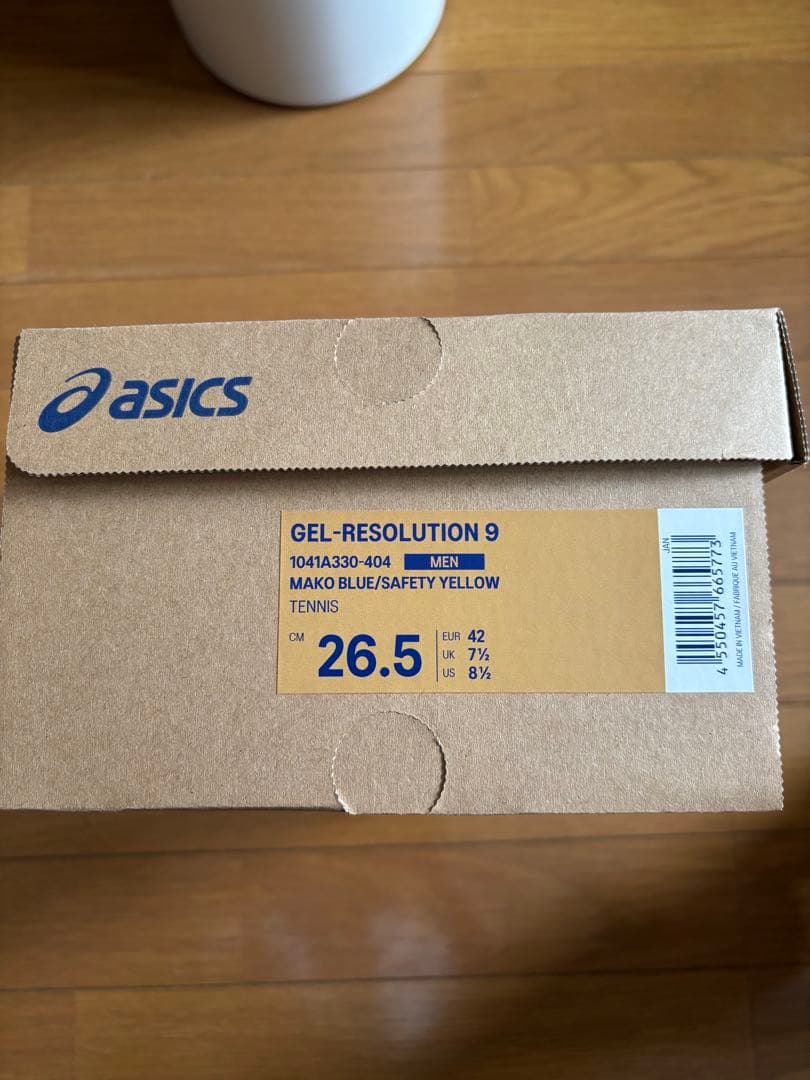 asics
GEL-RESOLUTION 9
1041A330-404 MEN
MAKO BLUE/SAFETY YELLOW
TENNIS
CM 26.5
EUR 42
UK 7½
US 8½
JAN
4 550457 665773
MADE IN VIETNAM / FABRIQUÉ AU VIETNAM